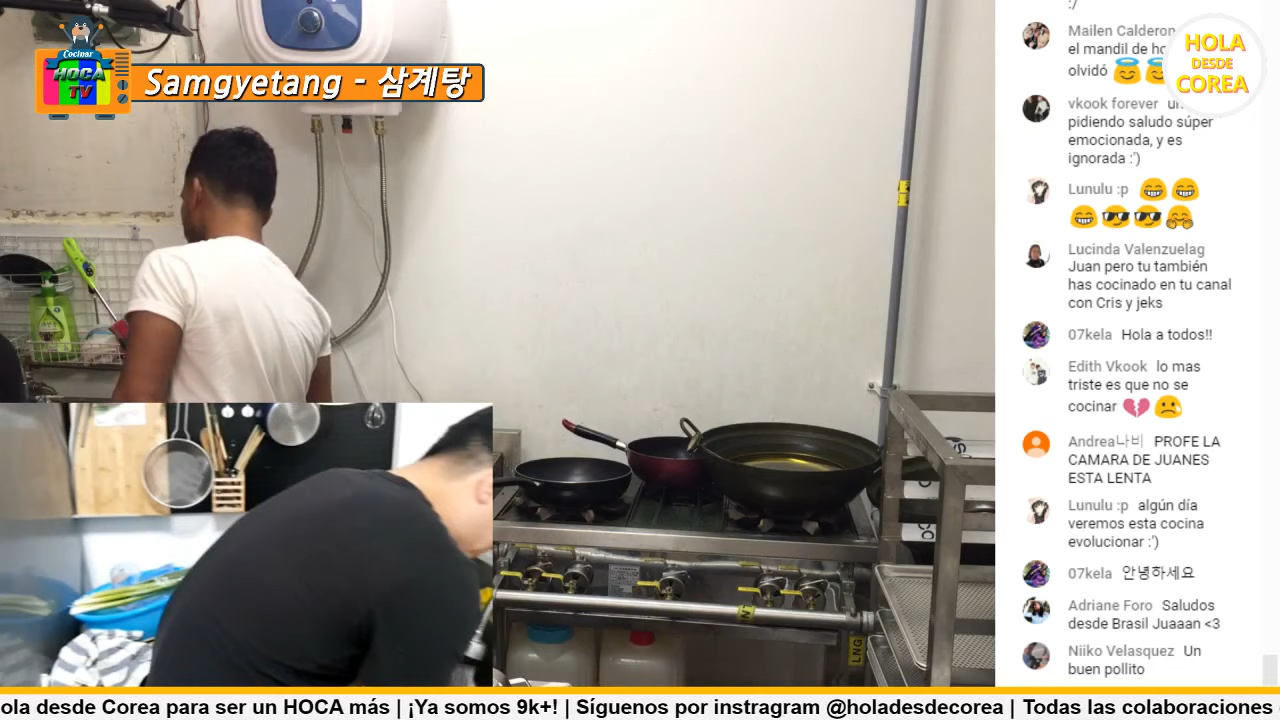 Cocinar
HOCA
TV
Samgyetang - 삼계탕
:/
Mailen Calderon
el mandil de ho
olvidó 😇
HOLA
DESDE
COREA
vkook forever un
pidiendo saludo súper
emocionada, y es
ignorada :')
Lunulu :p 😁😁
😁😎😎🤗
Lucinda Valenzuelag
Juan pero tu también
has cocinado en tu canal
con Cris y jeks
07kela Hola a todos!!
Edith Vkook lo mas
triste es que no se
cocinar 💔😢
Andrea나비 PROFE LA
CAMARA DE JUANES
ESTA LENTA
Lunulu :p algún día
veremos esta cocina
evolucionar :')
07kela 안녕하세요
Adriane Foro Saludos
desde Brasil Juaaan <3
Niiko Velasquez Un
buen pollito
LNG
ola desde Corea para ser un HOCA más | ¡Ya somos 9k+! | Síguenos por instragram @holadesdecorea | Todas las colaboraciones